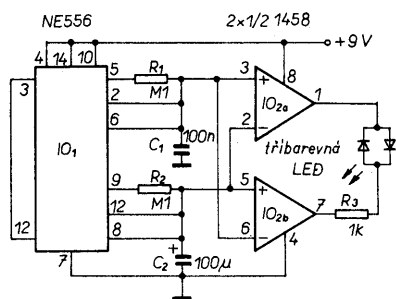 NE556
2×1/2 1458
+9V
4 14 10
3
5 R₁
M1
2
6
C₁ 100n
IO₁
9 R₂
M1
12
8
12
7
C₂ + 100μ
3 + 8
IO₂ₐ 1
2 −
5 +
IO₂b 7
6 − 4
tříbarevná
LED
R₃
1k